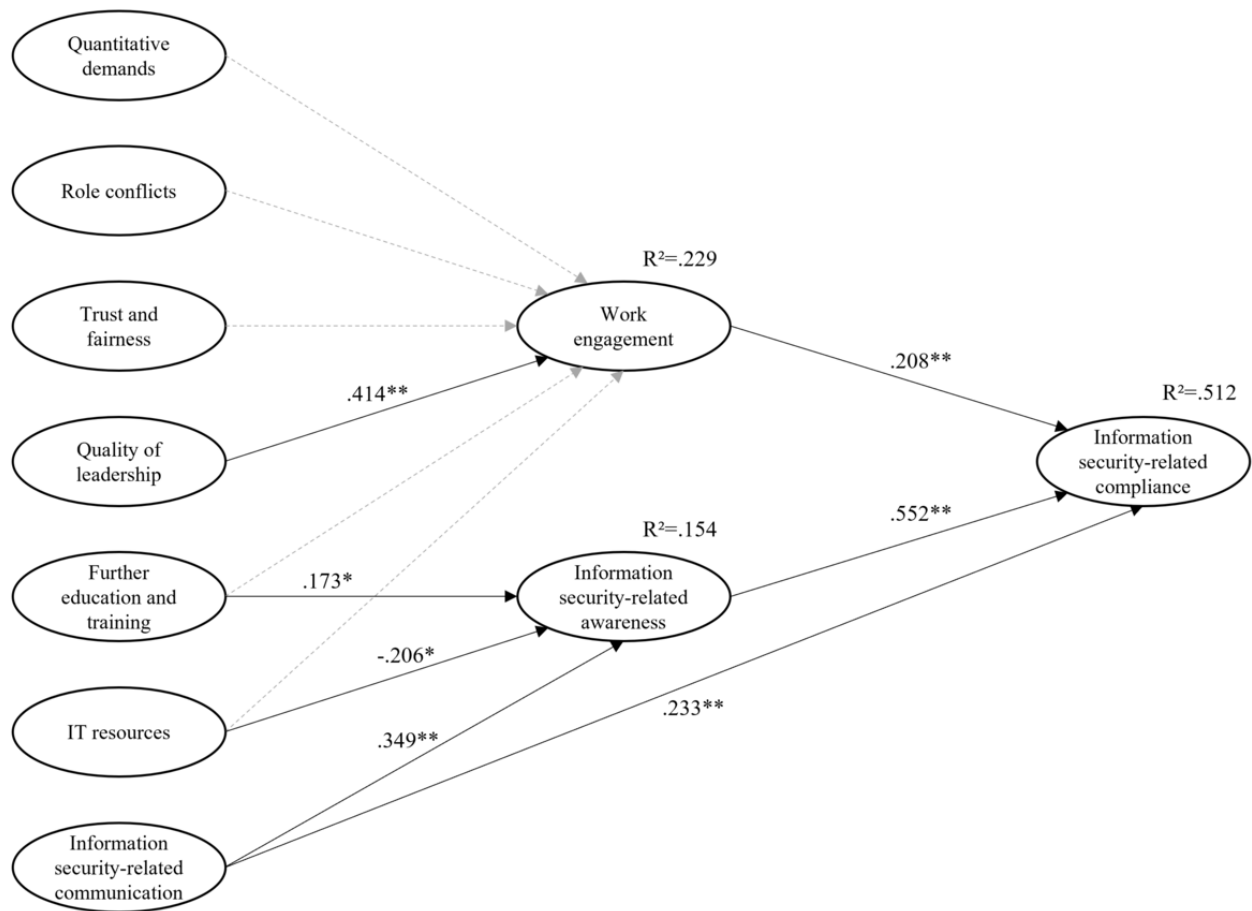 Quantitative
demands
Role conflicts
R²=.229
Trust and
fairness
Work
engagement
.208**
R²=.512
.414**
Quality of
leadership
Information
security-related
compliance
R²=.154
.552**
Further
education and
training
.173*
Information
security-related
awareness
-.206*
IT resources
.349**
.233**
Information
security-related
communication